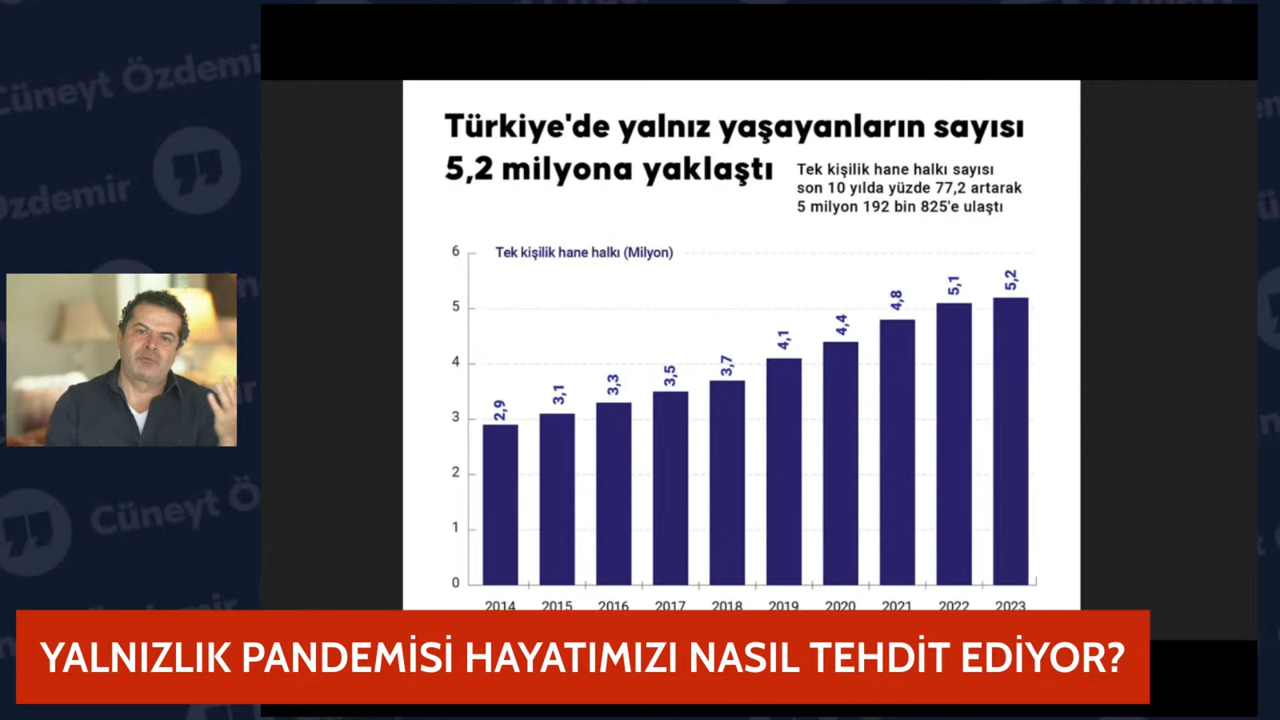 Cüneyt Özdemir
Özdemir
Cüneyt Ö
Türkiye'de yalnız yaşayanların sayısı
5,2 milyona yaklaştı
Tek kişilik hane halkı sayısı
son 10 yılda yüzde 77,2 artarak
5 milyon 192 bin 825'e ulaştı
Tek kişilik hane halkı (Milyon)
6
5
4
3
2
1
0
2,9
3,1
3,3
3,5
3,7
4,1
4,4
4,8
5,1
5,2
2014 2015 2016 2017 2018 2019 2020 2021 2022 2023
YALNIZLIK PANDEMİSİ HAYATIMIZI NASIL TEHDİT EDİYOR?